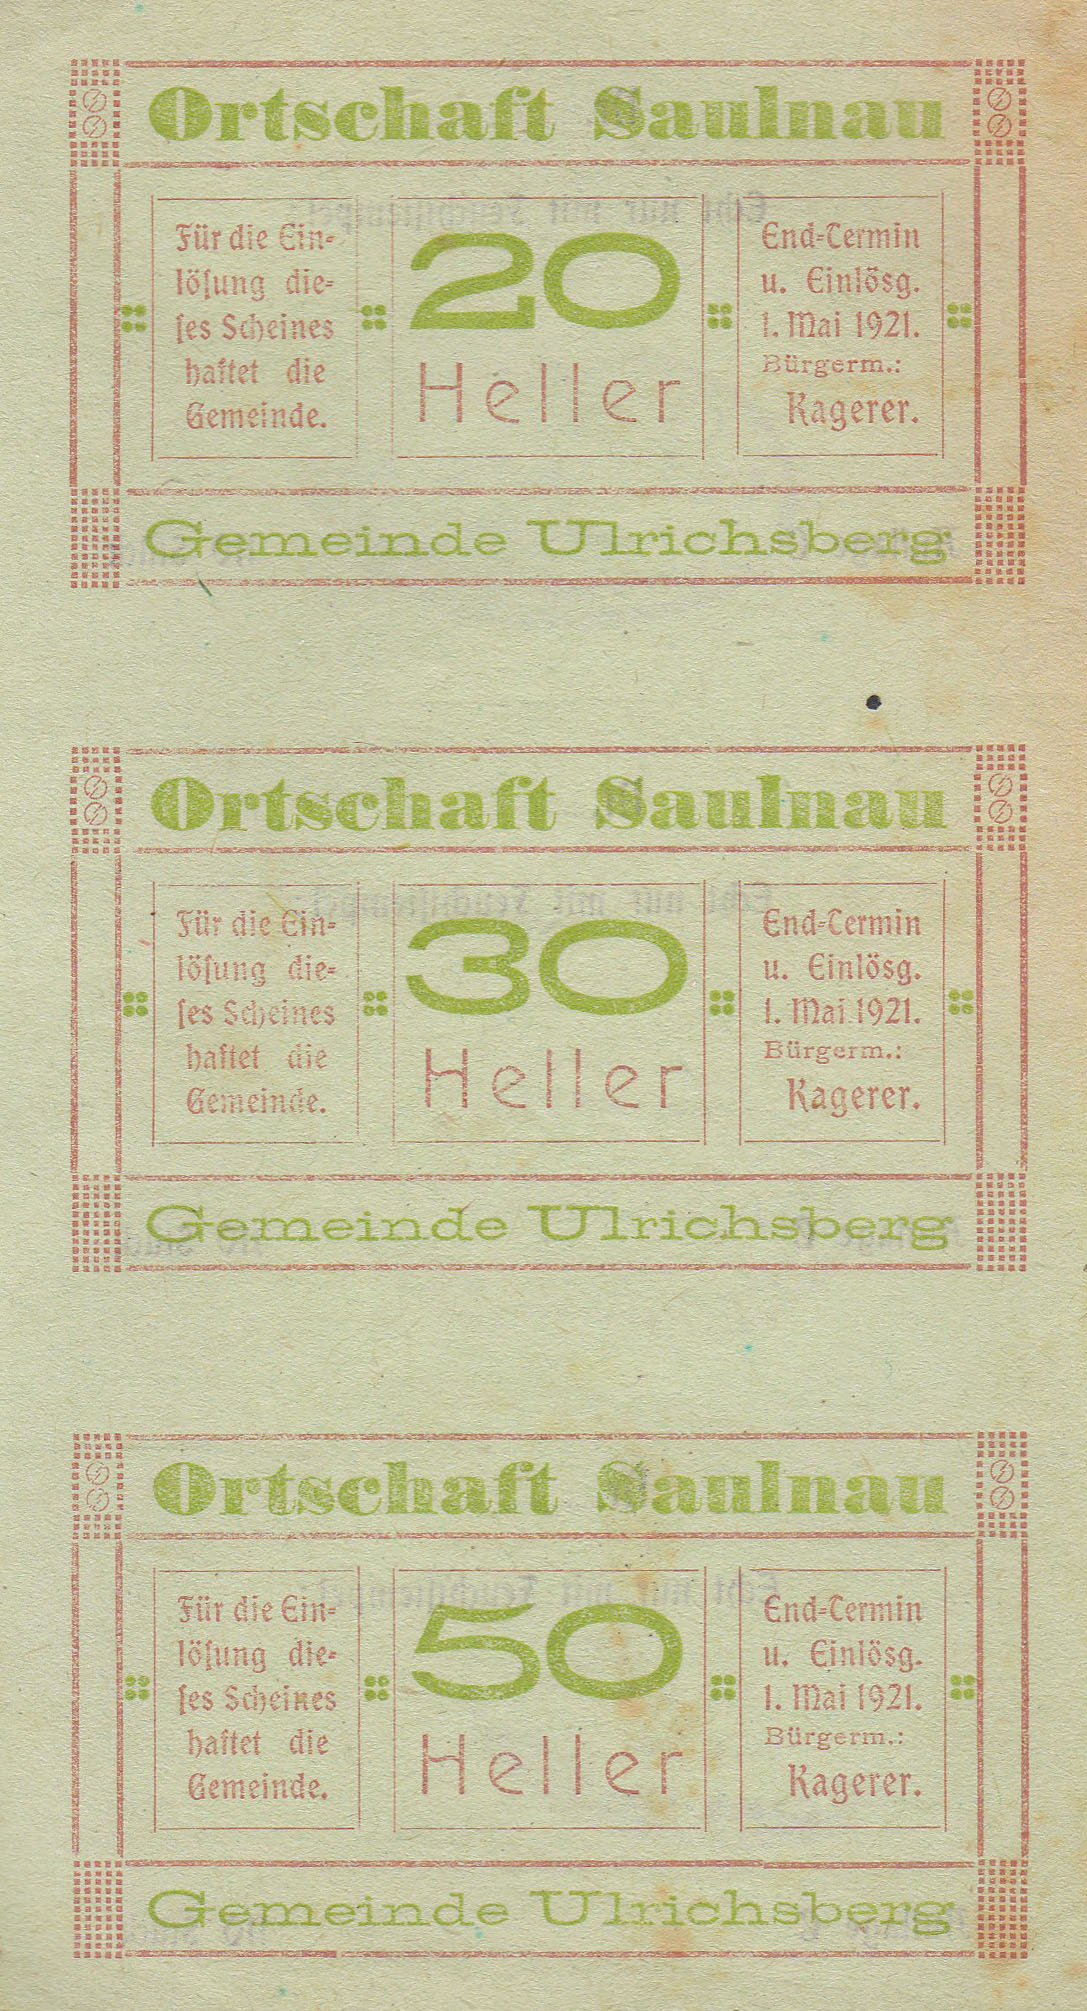 Ortschaft Saulnau
Für die Ein-
löſung die-
ſes Scheines
haftet die
Gemeinde.
20
Heller
End-Termin
u. Einlösg.
1. Mai 1921.
Bürgerm.:
Kagerer.
Gemeinde Ulrichsberg
Ortschaft Saulnau
Für die Ein-
löſung die-
ſes Scheines
haftet die
Gemeinde.
30
Heller
End-Termin
u. Einlösg.
1. Mai 1921.
Bürgerm.:
Kagerer.
Gemeinde Ulrichsberg
Ortschaft Saulnau
Für die Ein-
löſung die-
ſes Scheines
haftet die
Gemeinde.
50
Heller
End-Termin
u. Einlösg.
1. Mai 1921.
Bürgerm.:
Kagerer.
Gemeinde Ulrichsberg